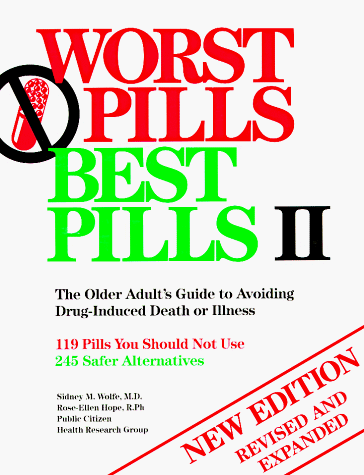 WORST
PILLS
BEST
PILLS II
The Older Adult's Guide to Avoiding
Drug-Induced Death or Illness
119 Pills You Should Not Use
245 Safer Alternatives
Sidney M. Wolfe, M.D.
Rose-Ellen Hope, R.Ph
Public Citizen
Health Research Group
NEW EDITION
REVISED AND
EXPANDED